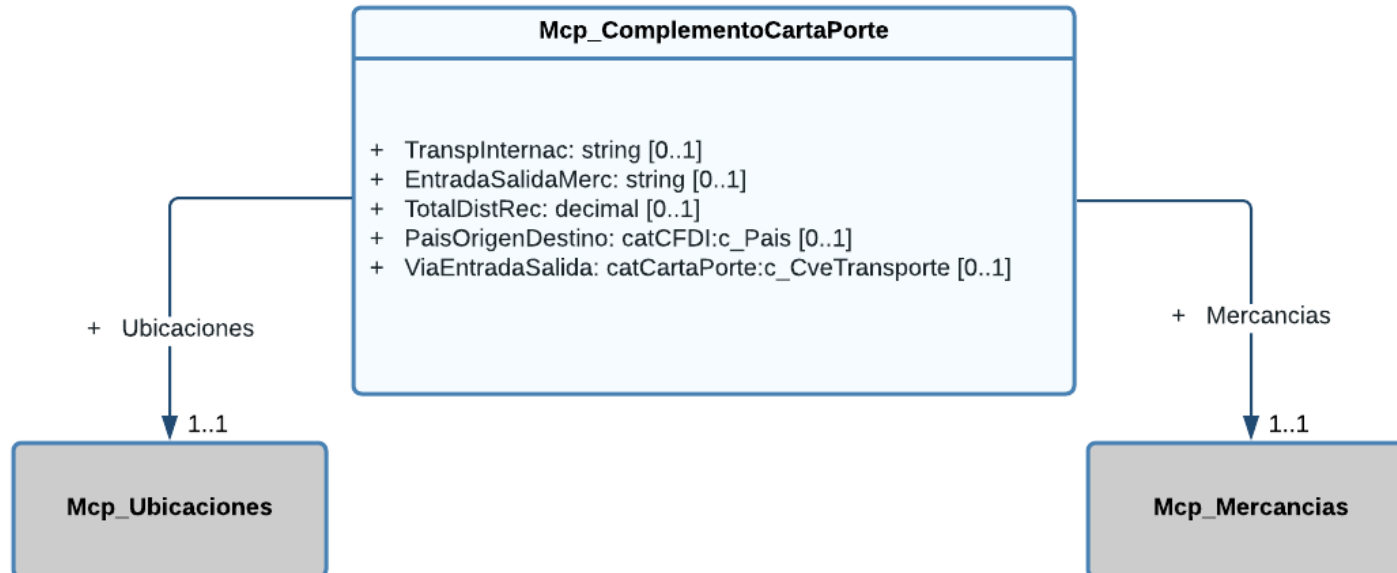 Mcp_ComplementoCartaPorte
+ TranspInternac: string [0..1]
+ EntradaSalidaMerc: string [0..1]
+ TotalDistRec: decimal [0..1]
+ PaisOrigenDestino: catCFDI:c_Pais [0..1]
+ ViaEntradaSalida: catCartaPorte:c_CveTransporte [0..1]
+ Ubicaciones
+ Mercancias
1..1
1..1
Mcp_Ubicaciones
Mcp_Mercancias